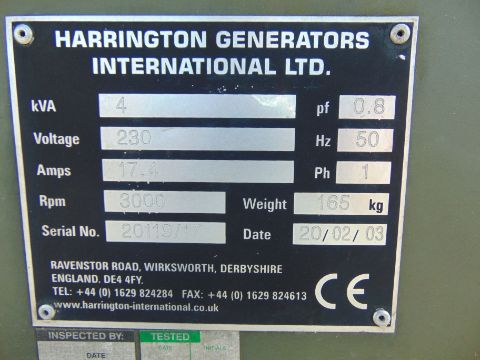 HARRINGTON GENERATORS
INTERNATIONAL LTD.
kVA 4 pf 0.8
Voltage 230 Hz 50
Amps 17.4 Ph 1
Rpm 3000 Weight 165 kg
Serial No. Date 20/02/03
RAVENSTOR ROAD, WIRKSWORTH, DERBYSHIRE
ENGLAND. DE4 4FY.
TEL: +44 (0) 1629 824284 FAX: +44 (0) 1629 824613
www.harrington-international.co.uk
CE
INSPECTED BY: TESTED
DATE DATE INITIALS